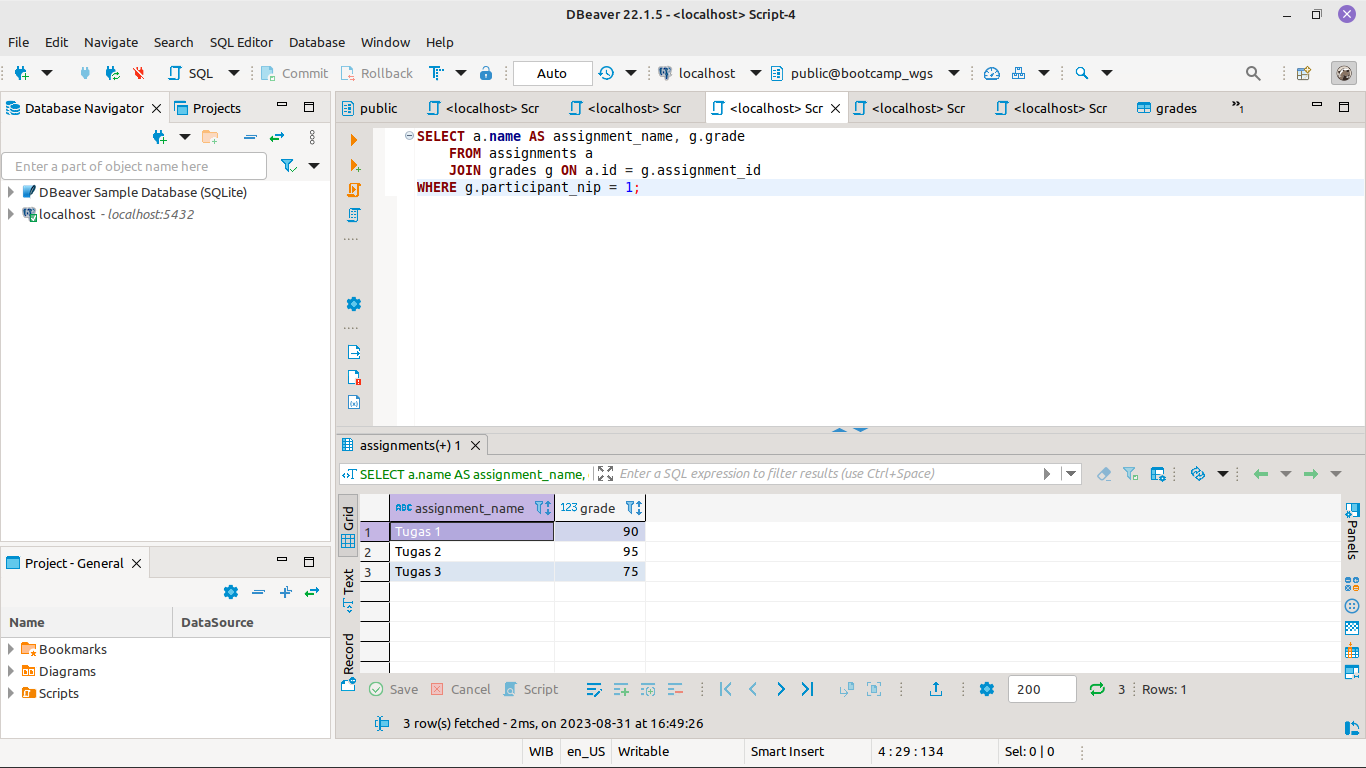 DBeaver 22.1.5 - <localhost> Script-4
File Edit Navigate Search SQL Editor Database Window Help
SQL Commit Rollback Auto localhost public@bootcamp_wgs
Database Navigator Projects
Enter a part of object name here
DBeaver Sample Database (SQLite)
localhost - localhost:5432
Project - General
Name DataSource
Bookmarks
Diagrams
Scripts
public <localhost> Scr <localhost> Scr <localhost> Scr <localhost> Scr <localhost> Scr grades »1
SELECT a.name AS assignment_name, g.grade
FROM assignments a
JOIN grades g ON a.id = g.assignment_id
WHERE g.participant_nip = 1;
assignments(+) 1
SELECT a.name AS assignment_name, Enter a SQL expression to filter results (use Ctrl+Space)
Grid
Text
Record
ABC assignment_name 123 grade
1 Tugas 1 90
2 Tugas 2 95
3 Tugas 3 75
Panels
Save Cancel Script 200 3 Rows: 1
3 row(s) fetched - 2ms, on 2023-08-31 at 16:49:26
WIB en_US Writable Smart Insert 4 : 29 : 134 Sel: 0 | 0